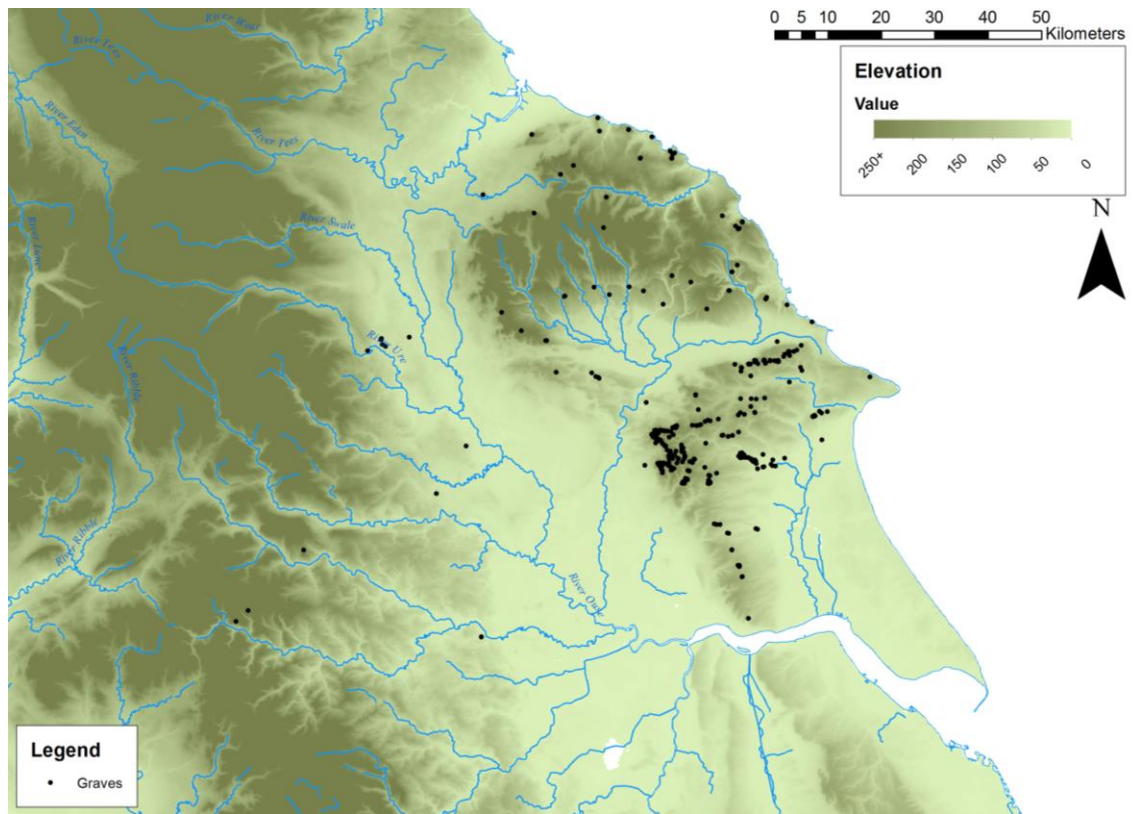 0 5 10 20 30 40 50
Kilometers
Elevation
Value
250+ 200 150 100 50 0
N
River Wear
River Tees
River Eden
River Tees
River Lune
River Swale
River Ure
River Ribble
River Ribble
River Ouse
Legend
Graves